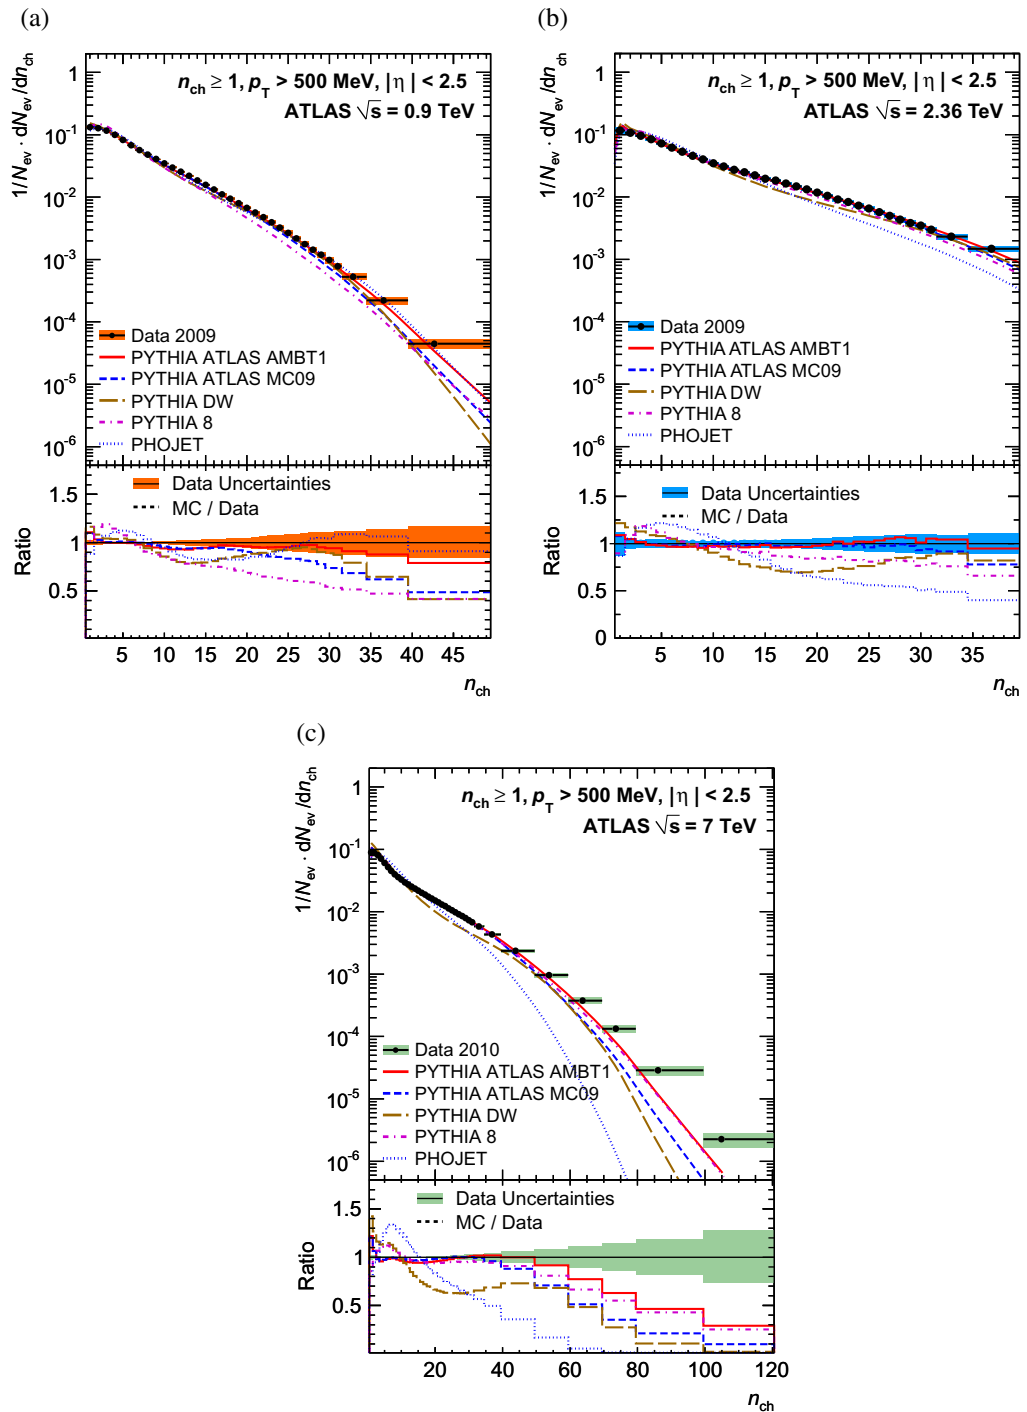 (a)
1/N_ev · dN_ev/dn_ch
n_ch ≥ 1, p_T > 500 MeV, |η| < 2.5
ATLAS √s = 0.9 TeV
1
10^-1
10^-2
10^-3
10^-4
10^-5
10^-6
Data 2009
PYTHIA ATLAS AMBT1
PYTHIA ATLAS MC09
PYTHIA DW
PYTHIA 8
PHOJET
Ratio
1.5
1
0.5
Data Uncertainties
MC / Data
5 10 15 20 25 30 35 40 45
n_ch
(b)
1/N_ev · dN_ev/dn_ch
n_ch ≥ 1, p_T > 500 MeV, |η| < 2.5
ATLAS √s = 2.36 TeV
1
10^-1
10^-2
10^-3
10^-4
10^-5
10^-6
Data 2009
PYTHIA ATLAS AMBT1
PYTHIA ATLAS MC09
PYTHIA DW
PYTHIA 8
PHOJET
Ratio
1.5
1
0.5
0
Data Uncertainties
MC / Data
5 10 15 20 25 30 35
n_ch
(c)
1/N_ev · dN_ev/dn_ch
n_ch ≥ 1, p_T > 500 MeV, |η| < 2.5
ATLAS √s = 7 TeV
1
10^-1
10^-2
10^-3
10^-4
10^-5
10^-6
Data 2010
PYTHIA ATLAS AMBT1
PYTHIA ATLAS MC09
PYTHIA DW
PYTHIA 8
PHOJET
Ratio
1.5
1
0.5
Data Uncertainties
MC / Data
20 40 60 80 100 120
n_ch